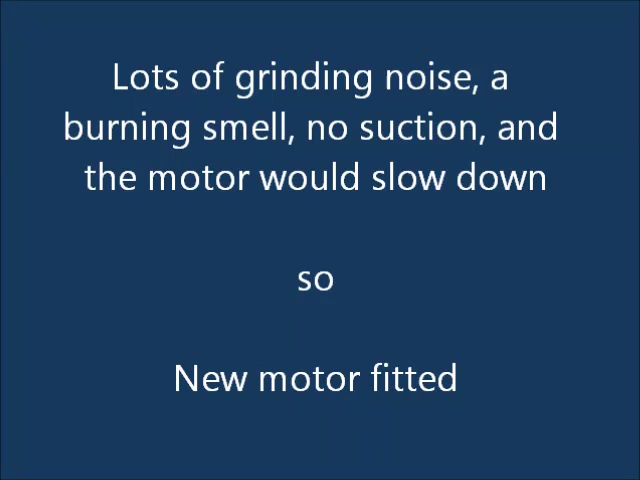 Lots of grinding noise, a
burning smell, no suction, and
the motor would slow down
so
New motor fitted